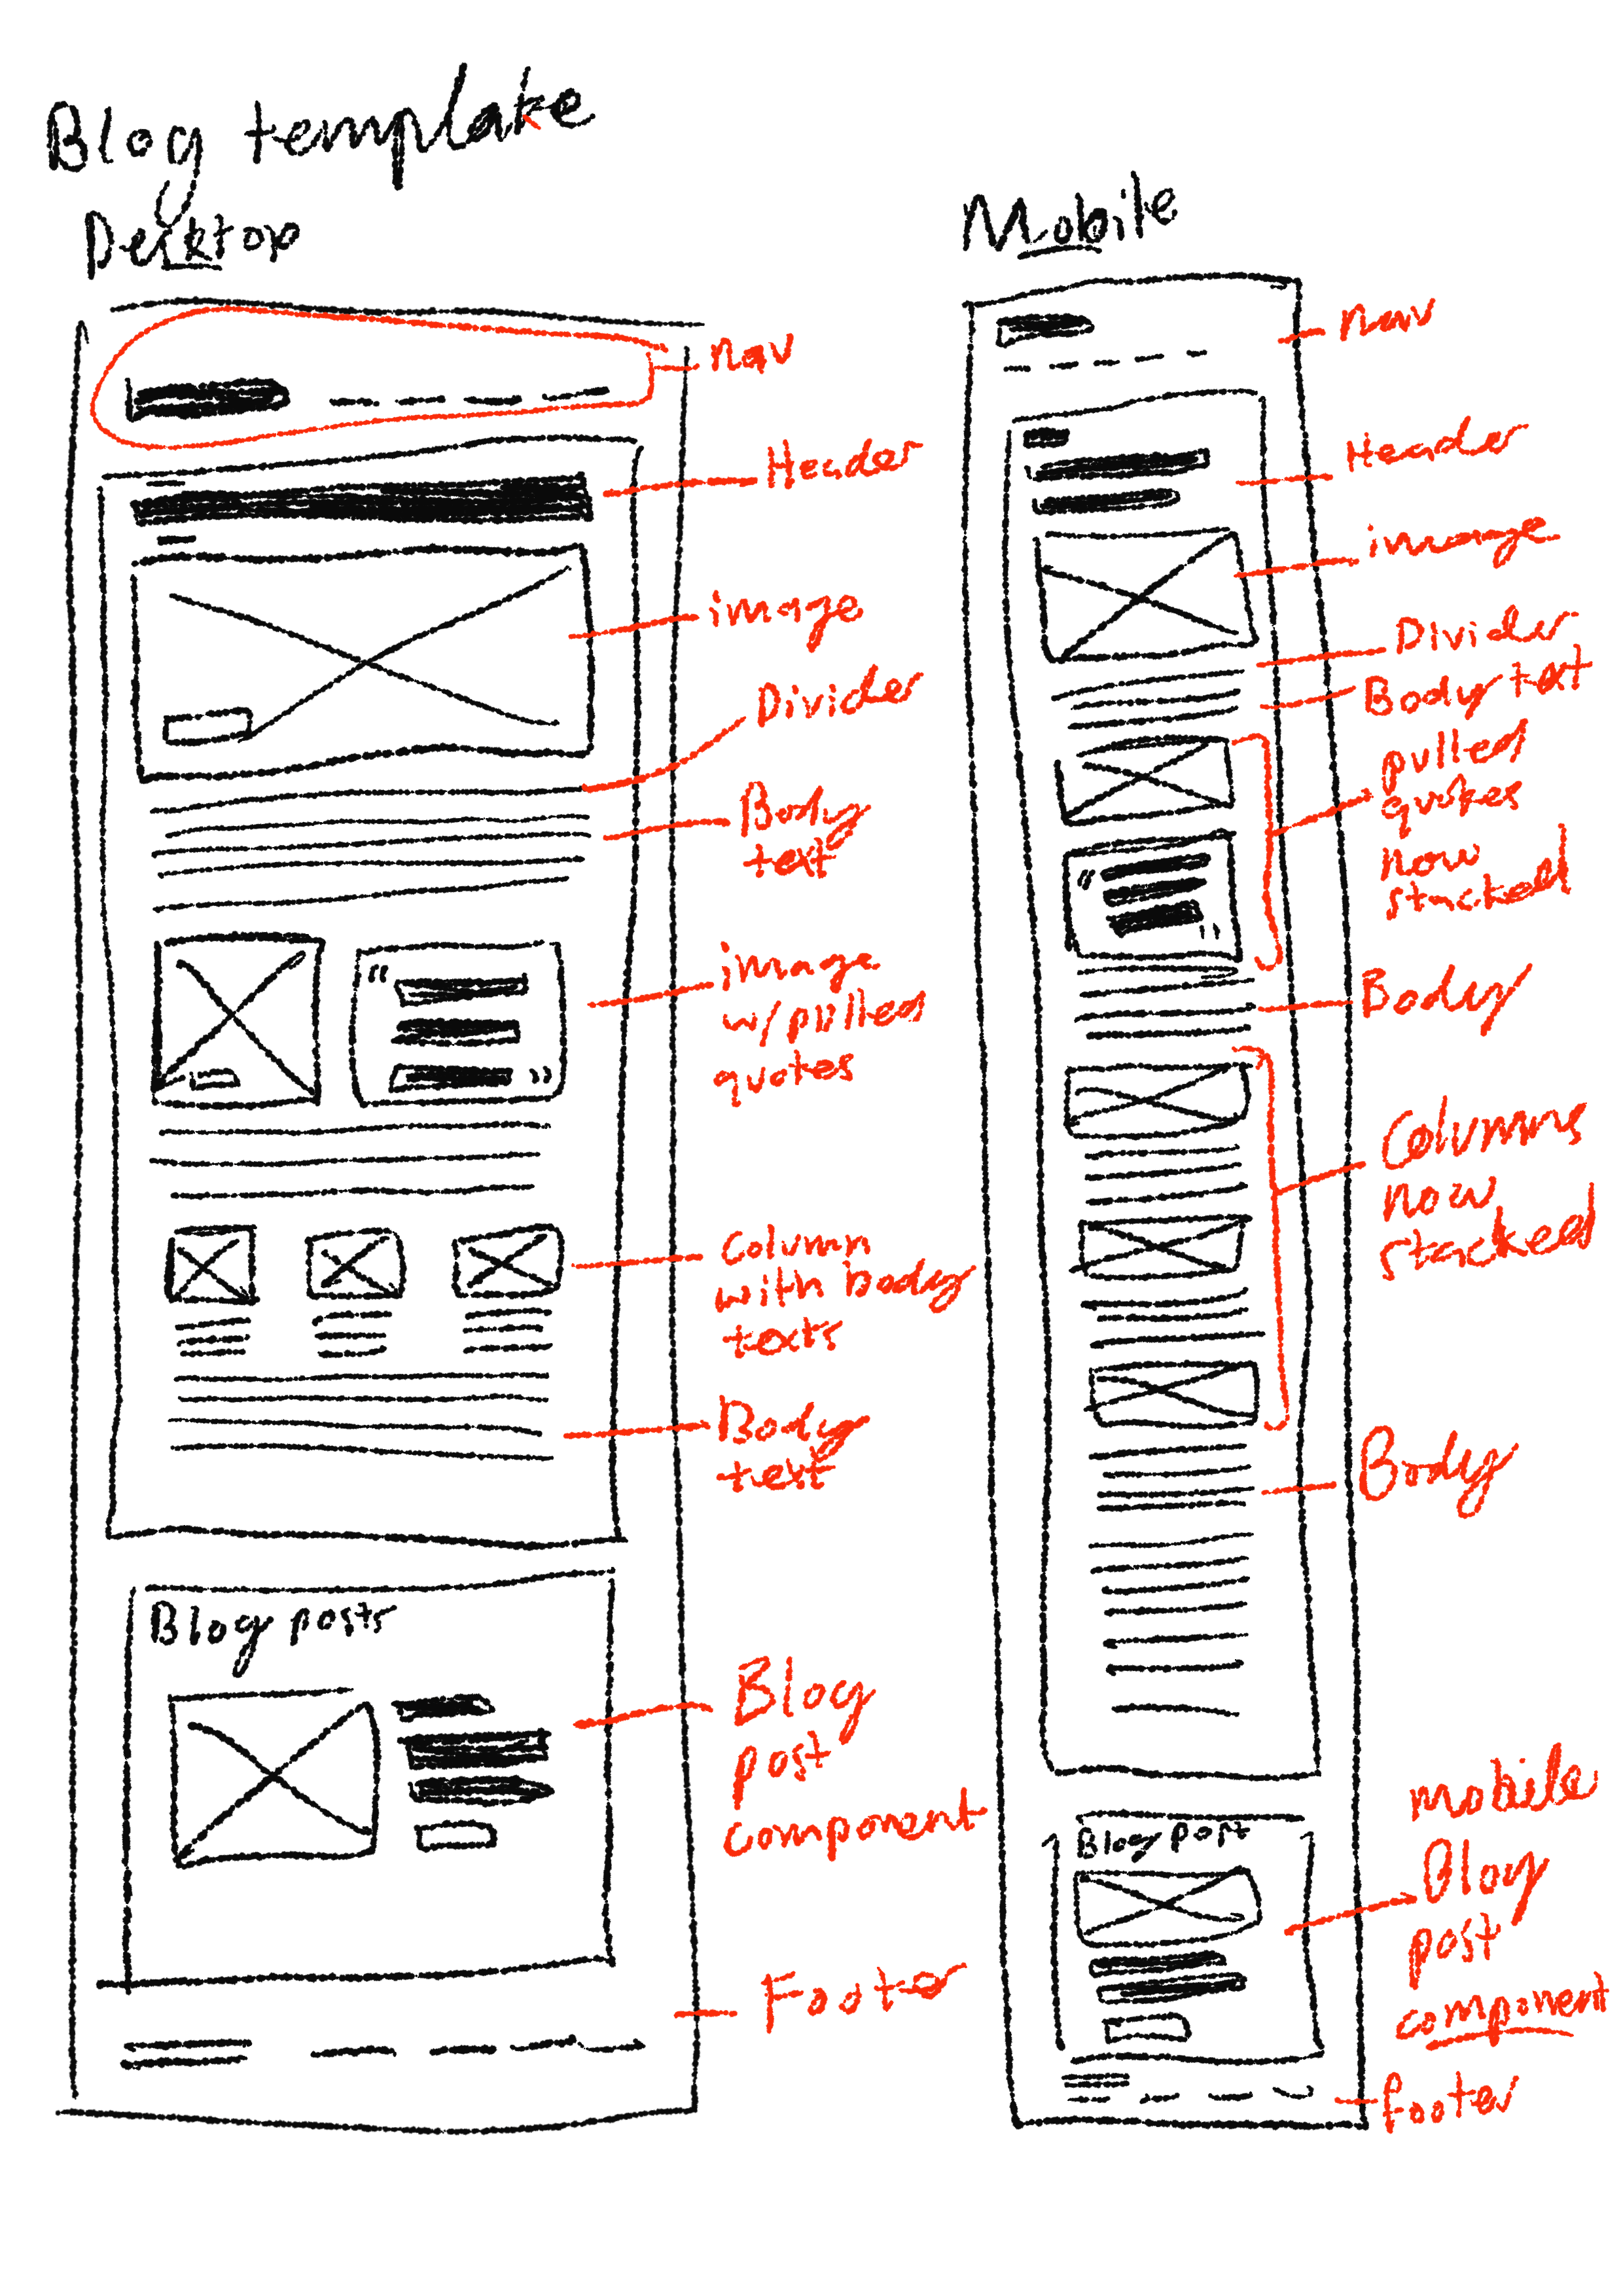 Blog template
Desktop
nav
Header
image
Divider
Body
text
“
”
image
w/pulled
quotes
column
with body
texts
Body
text
Blog posts
Blog
post
component
Footer
Mobile
nav
Header
image
Divider
Body text
pulled
quotes
now
stacked
“
”
Body
Columns
now
stacked
Body
Blog post
mobile
Blog
post
component
footer